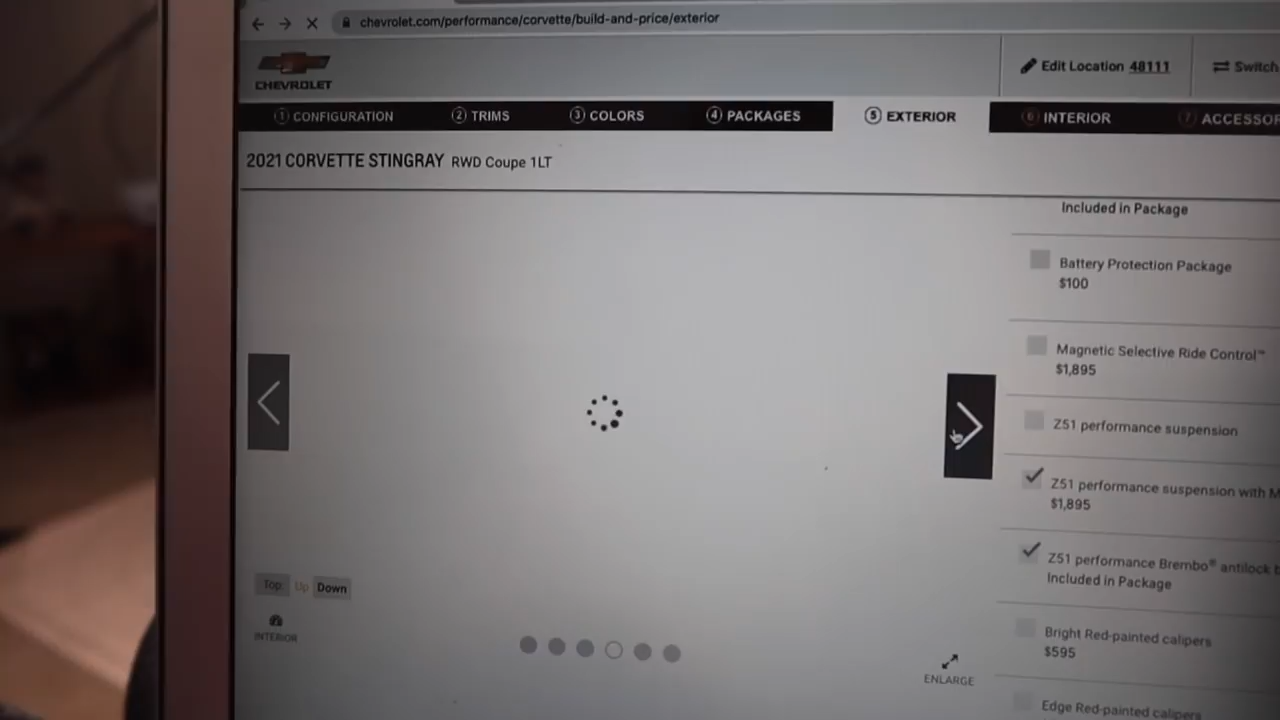 chevrolet.com/performance/corvette/build-and-price/exterior
CHEVROLET
Edit Location 48111
Switch
1 CONFIGURATION
2 TRIMS
3 COLORS
4 PACKAGES
5 EXTERIOR
6 INTERIOR
7 ACCESSOR
2021 CORVETTE STINGRAY RWD Coupe 1LT
Included in Package
Battery Protection Package
$100
Magnetic Selective Ride Control™
$1,895
Z51 performance suspension
Z51 performance suspension with M
$1,895
Z51 performance Brembo® antilock b
Included in Package
Bright Red-painted calipers
$595
Edge Red-painted calipers
Top: Up Down
INTERIOR
ENLARGE